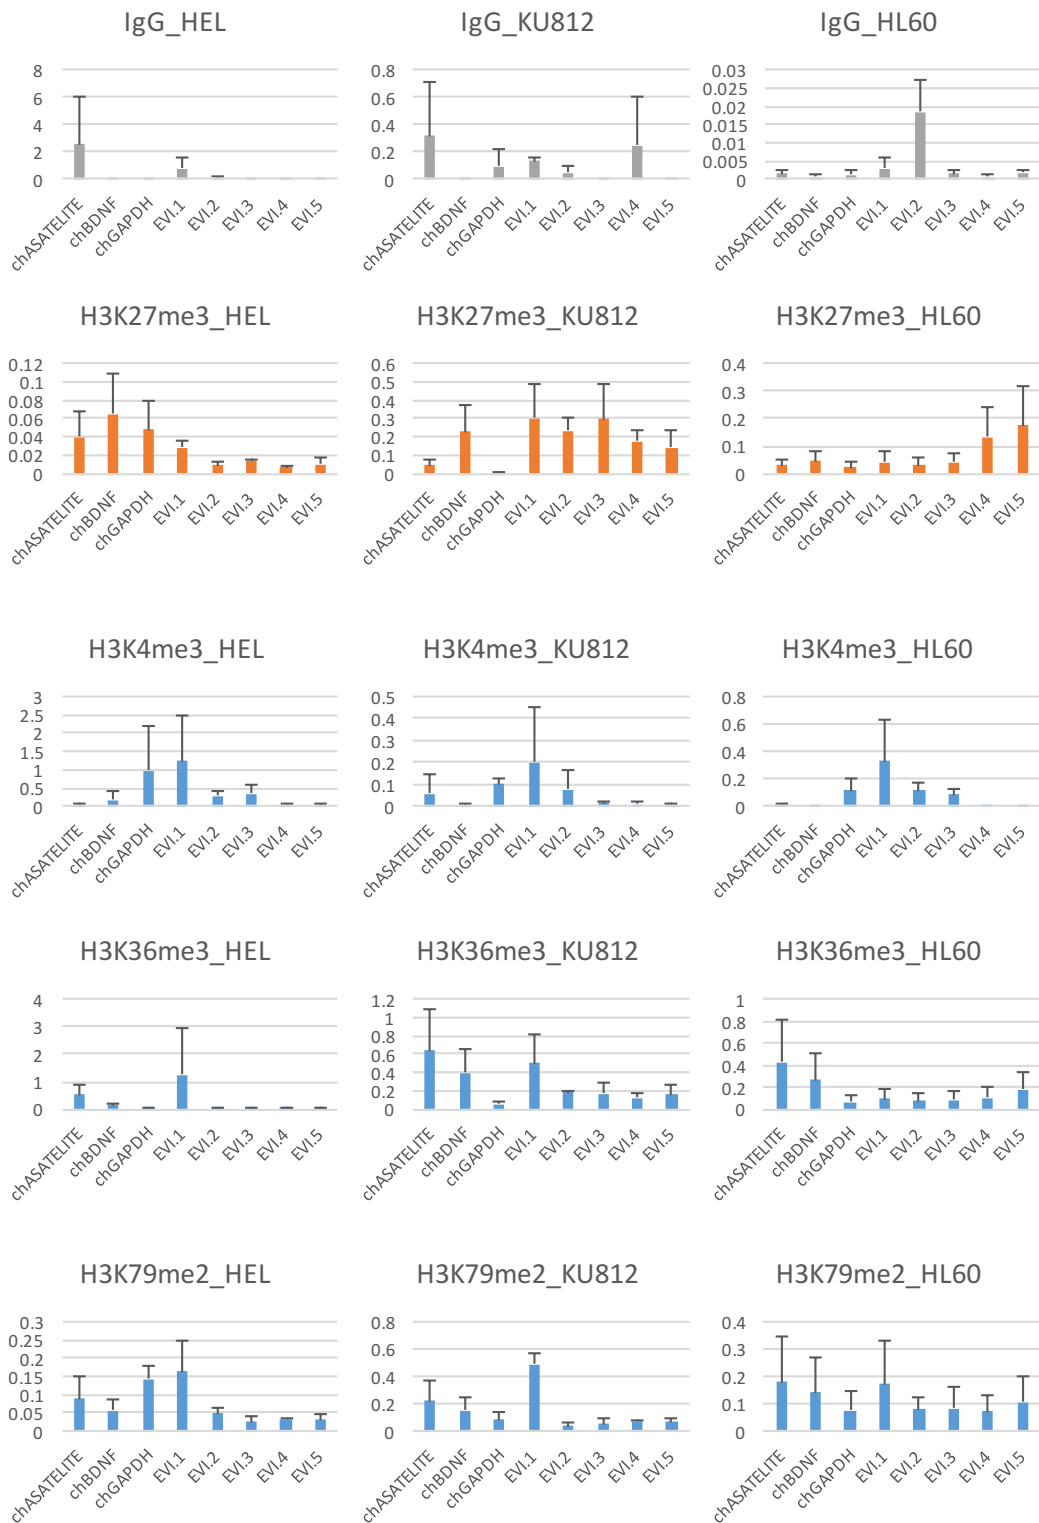 IgG_HEL
8
6
4
2
0
chASATELITE
chBDNF
chGAPDH
EVI.1
EVI.2
EVI.3
EVI.4
EVI.5
IgG_KU812
0.8
0.6
0.4
0.2
0
chASATELITE
chBDNF
chGAPDH
EVI.1
EVI.2
EVI.3
EVI.4
EVI.5
IgG_HL60
0.03
0.025
0.02
0.015
0.01
0.005
0
chASATELITE
chBDNF
chGAPDH
EVI.1
EVI.2
EVI.3
EVI.4
EVI.5
H3K27me3_HEL
0.12
0.1
0.08
0.06
0.04
0.02
0
chASATELITE
chBDNF
chGAPDH
EVI.1
EVI.2
EVI.3
EVI.4
EVI.5
H3K27me3_KU812
0.6
0.5
0.4
0.3
0.2
0.1
0
chASATELITE
chBDNF
chGAPDH
EVI.1
EVI.2
EVI.3
EVI.4
EVI.5
H3K27me3_HL60
0.4
0.3
0.2
0.1
0
chASATELITE
chBDNF
chGAPDH
EVI.1
EVI.2
EVI.3
EVI.4
EVI.5
H3K4me3_HEL
3
2.5
2
1.5
1
0.5
0
chASATELITE
chBDNF
chGAPDH
EVI.1
EVI.2
EVI.3
EVI.4
EVI.5
H3K4me3_KU812
0.5
0.4
0.3
0.2
0.1
0
chASATELITE
chBDNF
chGAPDH
EVI.1
EVI.2
EVI.3
EVI.4
EVI.5
H3K4me3_HL60
0.8
0.6
0.4
0.2
0
chASATELITE
chBDNF
chGAPDH
EVI.1
EVI.2
EVI.3
EVI.4
EVI.5
H3K36me3_HEL
4
3
2
1
0
chASATELITE
chBDNF
chGAPDH
EVI.1
EVI.2
EVI.3
EVI.4
EVI.5
H3K36me3_KU812
1.2
1
0.8
0.6
0.4
0.2
0
chASATELITE
chBDNF
chGAPDH
EVI.1
EVI.2
EVI.3
EVI.4
EVI.5
H3K36me3_HL60
1
0.8
0.6
0.4
0.2
0
chASATELITE
chBDNF
chGAPDH
EVI.1
EVI.2
EVI.3
EVI.4
EVI.5
H3K79me2_HEL
0.3
0.25
0.2
0.15
0.1
0.05
0
chASATELITE
chBDNF
chGAPDH
EVI.1
EVI.2
EVI.3
EVI.4
EVI.5
H3K79me2_KU812
0.8
0.6
0.4
0.2
0
chASATELITE
chBDNF
chGAPDH
EVI.1
EVI.2
EVI.3
EVI.4
EVI.5
H3K79me2_HL60
0.4
0.3
0.2
0.1
0
chASATELITE
chBDNF
chGAPDH
EVI.1
EVI.2
EVI.3
EVI.4
EVI.5